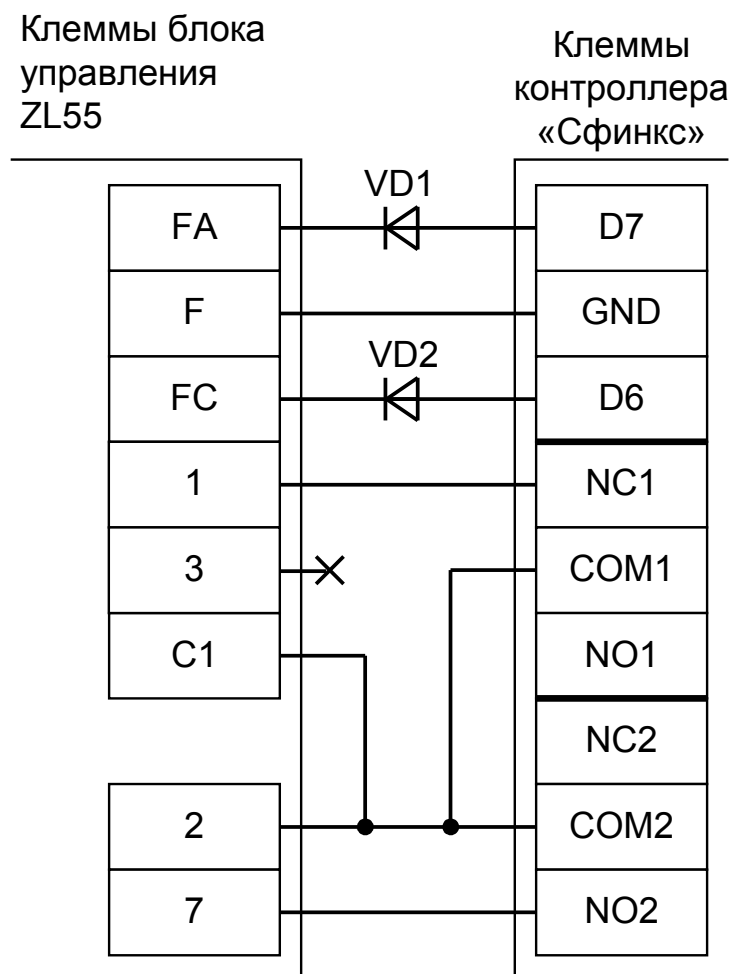 Клеммы блока
управления
ZL55
Клеммы
контроллера
«Сфинкс»
VD1
FA
D7
F
GND
VD2
FC
D6
1
NC1
3
COM1
C1
NO1
NC2
2
COM2
7
NO2